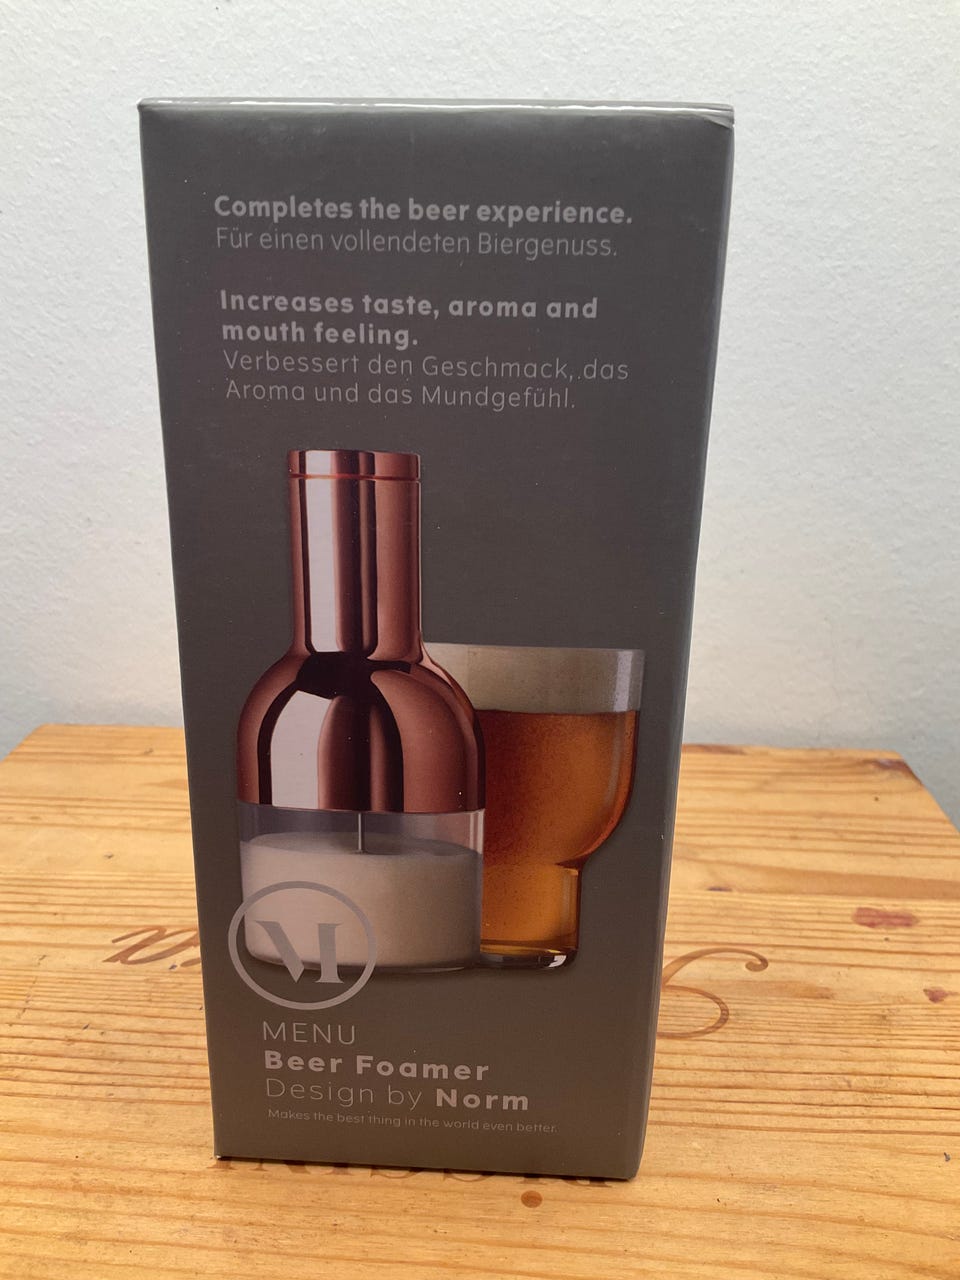 Completes the beer experience.
Für einen vollendeten Biergenuss.
Increases taste, aroma and
mouth feeling.
Verbessert den Geschmack, das
Aroma und das Mundgefühl.
M
MENU
Beer Foamer
Design by Norm
Makes the best thing in the world even better.